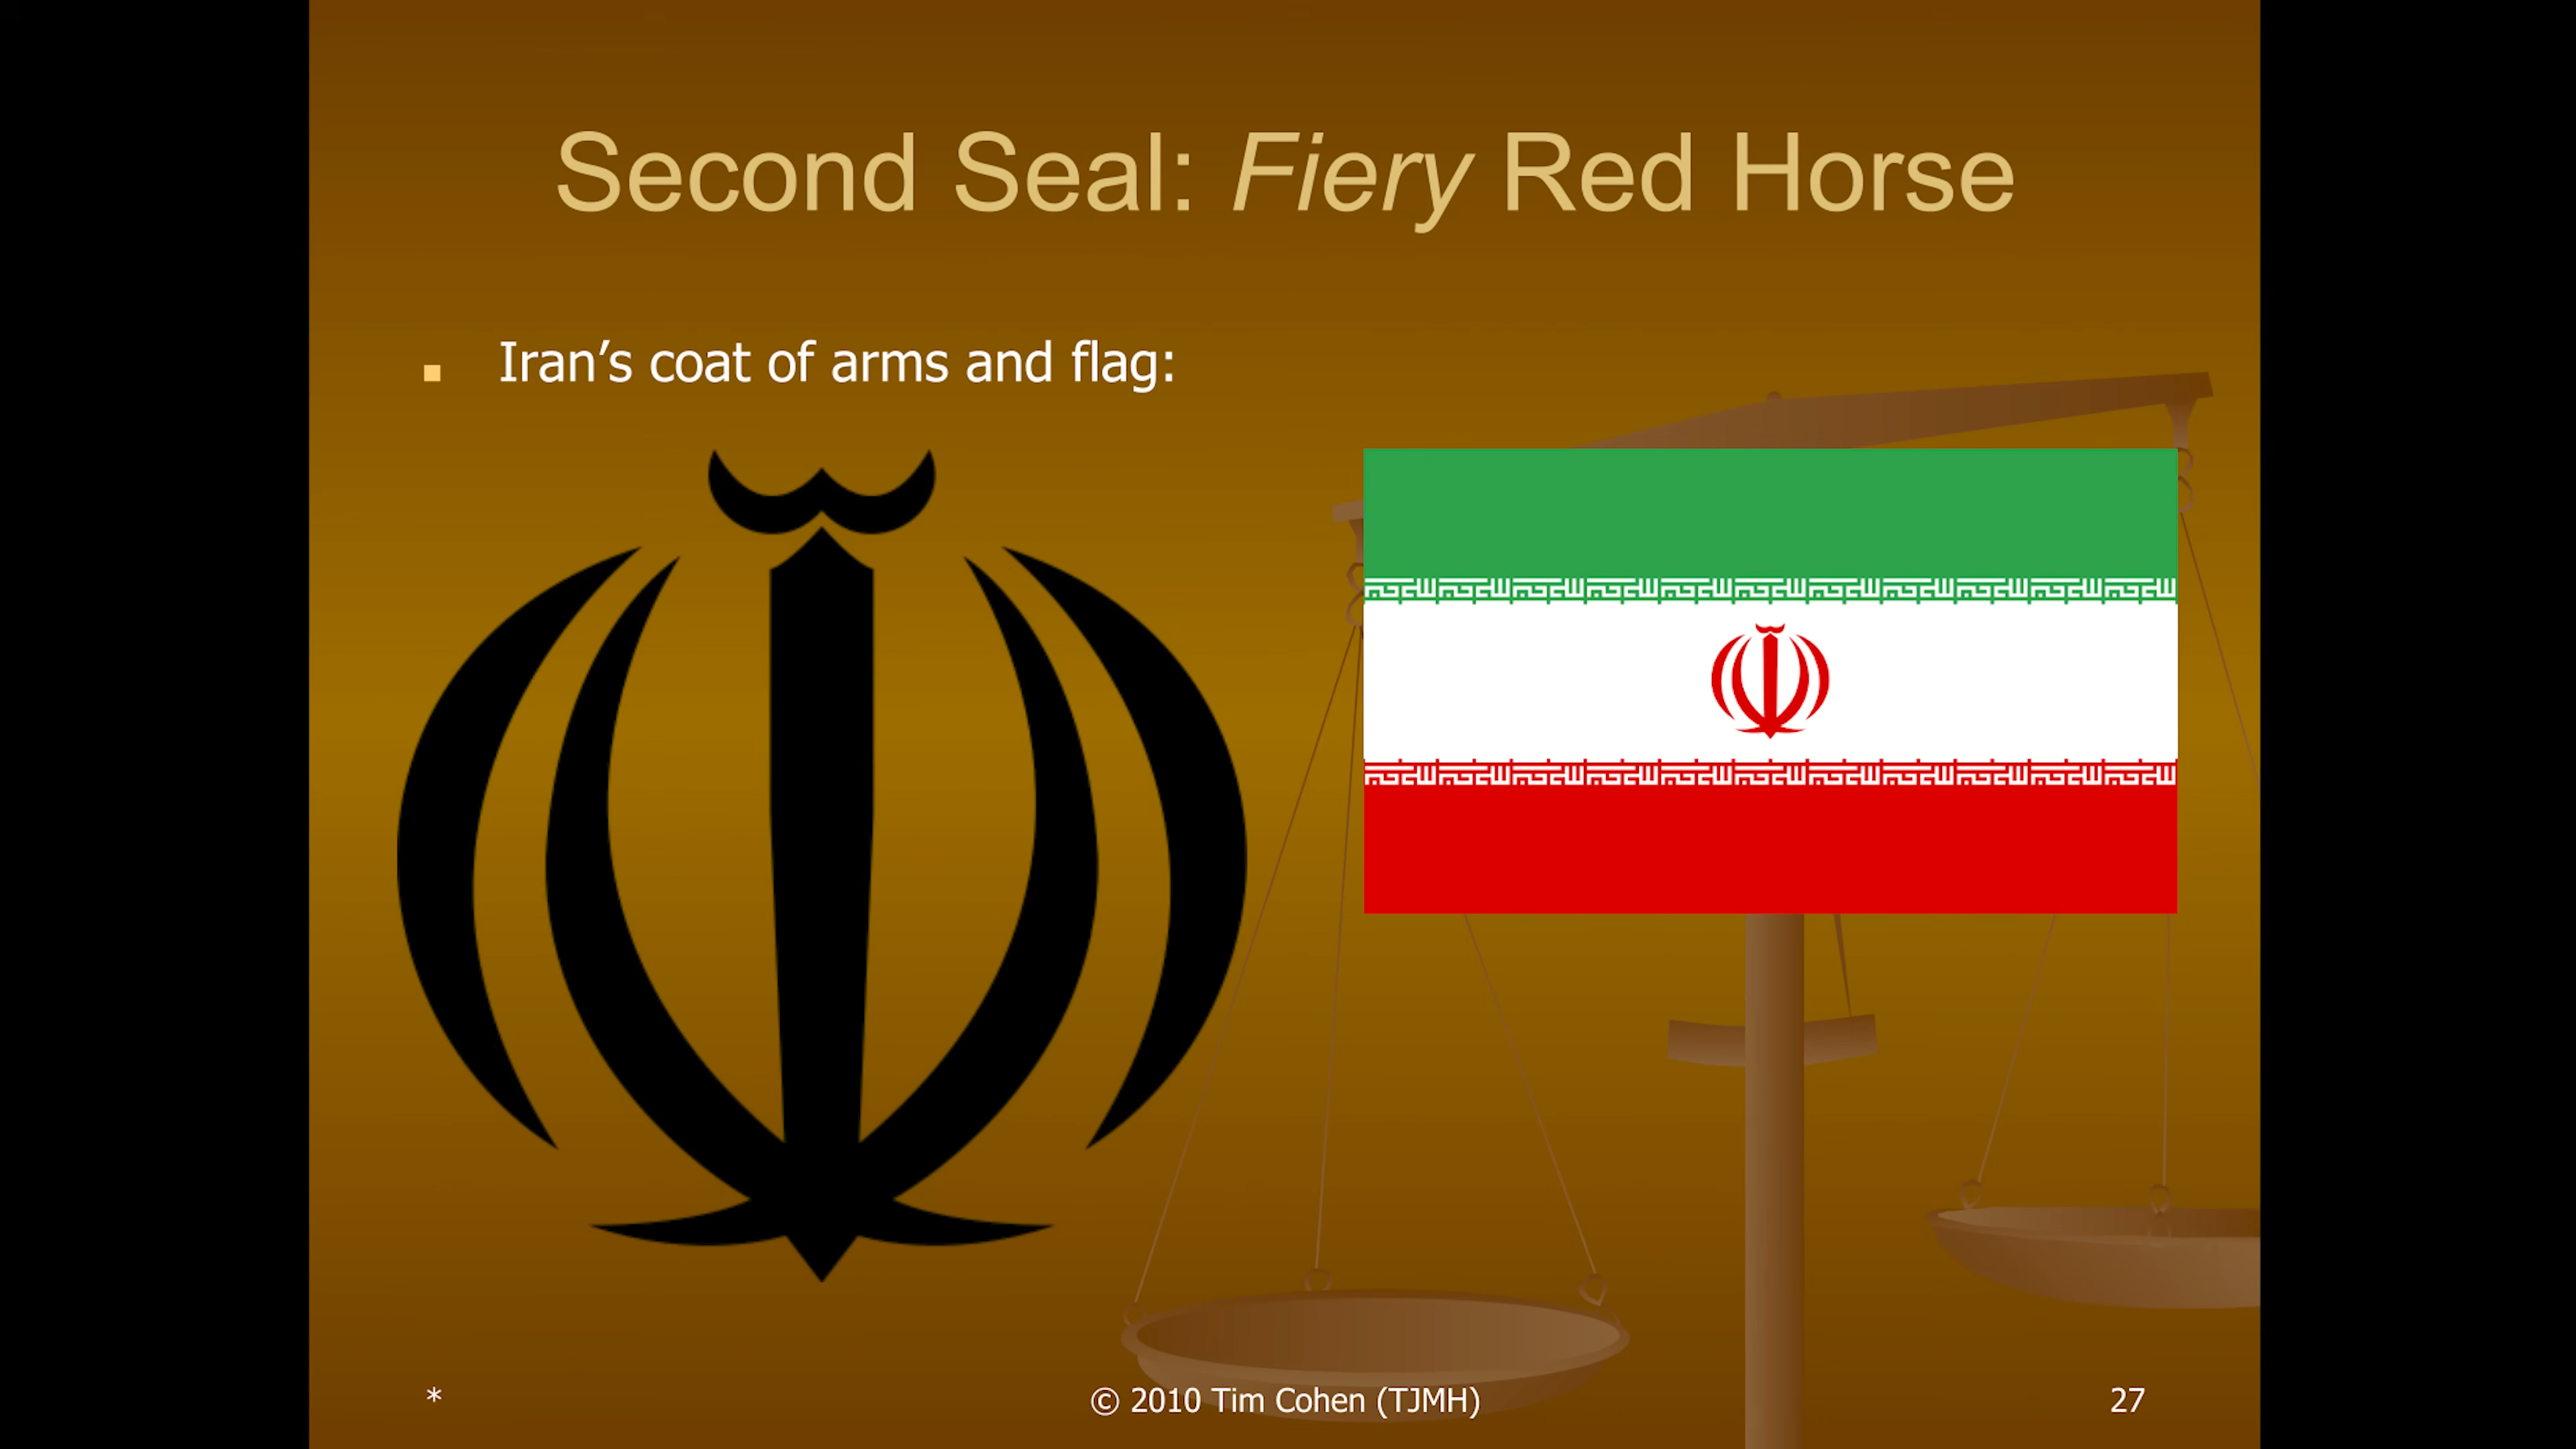 Second Seal: Fiery Red Horse
Iran’s coat of arms and flag:
*
© 2010 Tim Cohen (TJMH)
27